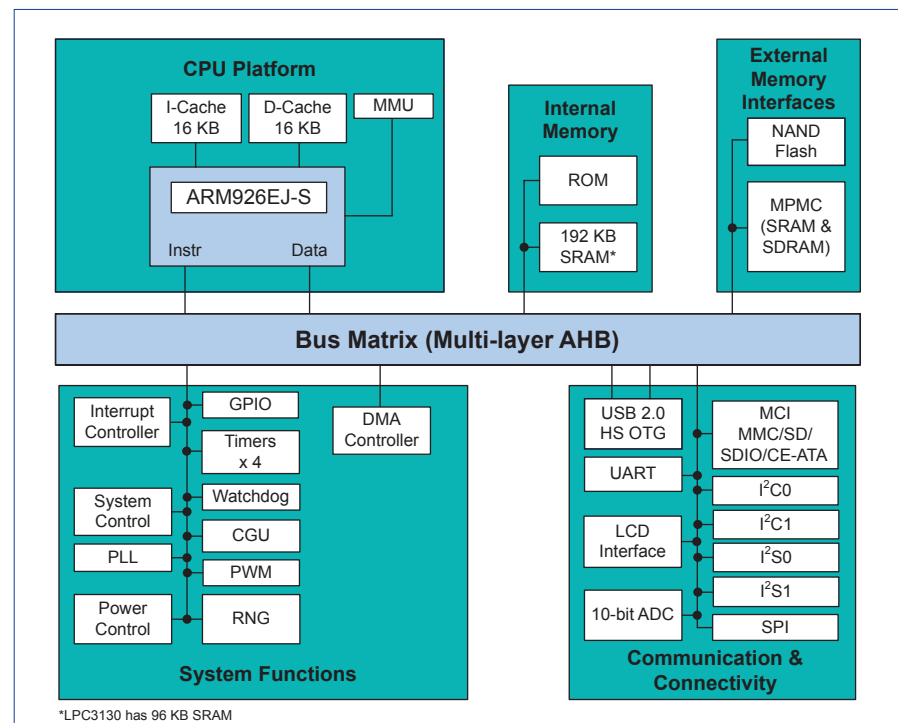 CPU Platform
I-Cache
16 KB
D-Cache
16 KB
MMU
ARM926EJ-S
Instr
Data
Internal
Memory
ROM
192 KB
SRAM*
External
Memory
Interfaces
NAND
Flash
MPMC
(SRAM &
SDRAM)
Bus Matrix (Multi-layer AHB)
Interrupt
Controller
System
Control
PLL
Power
Control
GPIO
Timers
x 4
Watchdog
CGU
PWM
RNG
DMA
Controller
System Functions
USB 2.0
HS OTG
UART
LCD
Interface
10-bit ADC
MCI
MMC/SD/
SDIO/CE-ATA
I²C0
I²C1
I²S0
I²S1
SPI
Communication &
Connectivity
*LPC3130 has 96 KB SRAM